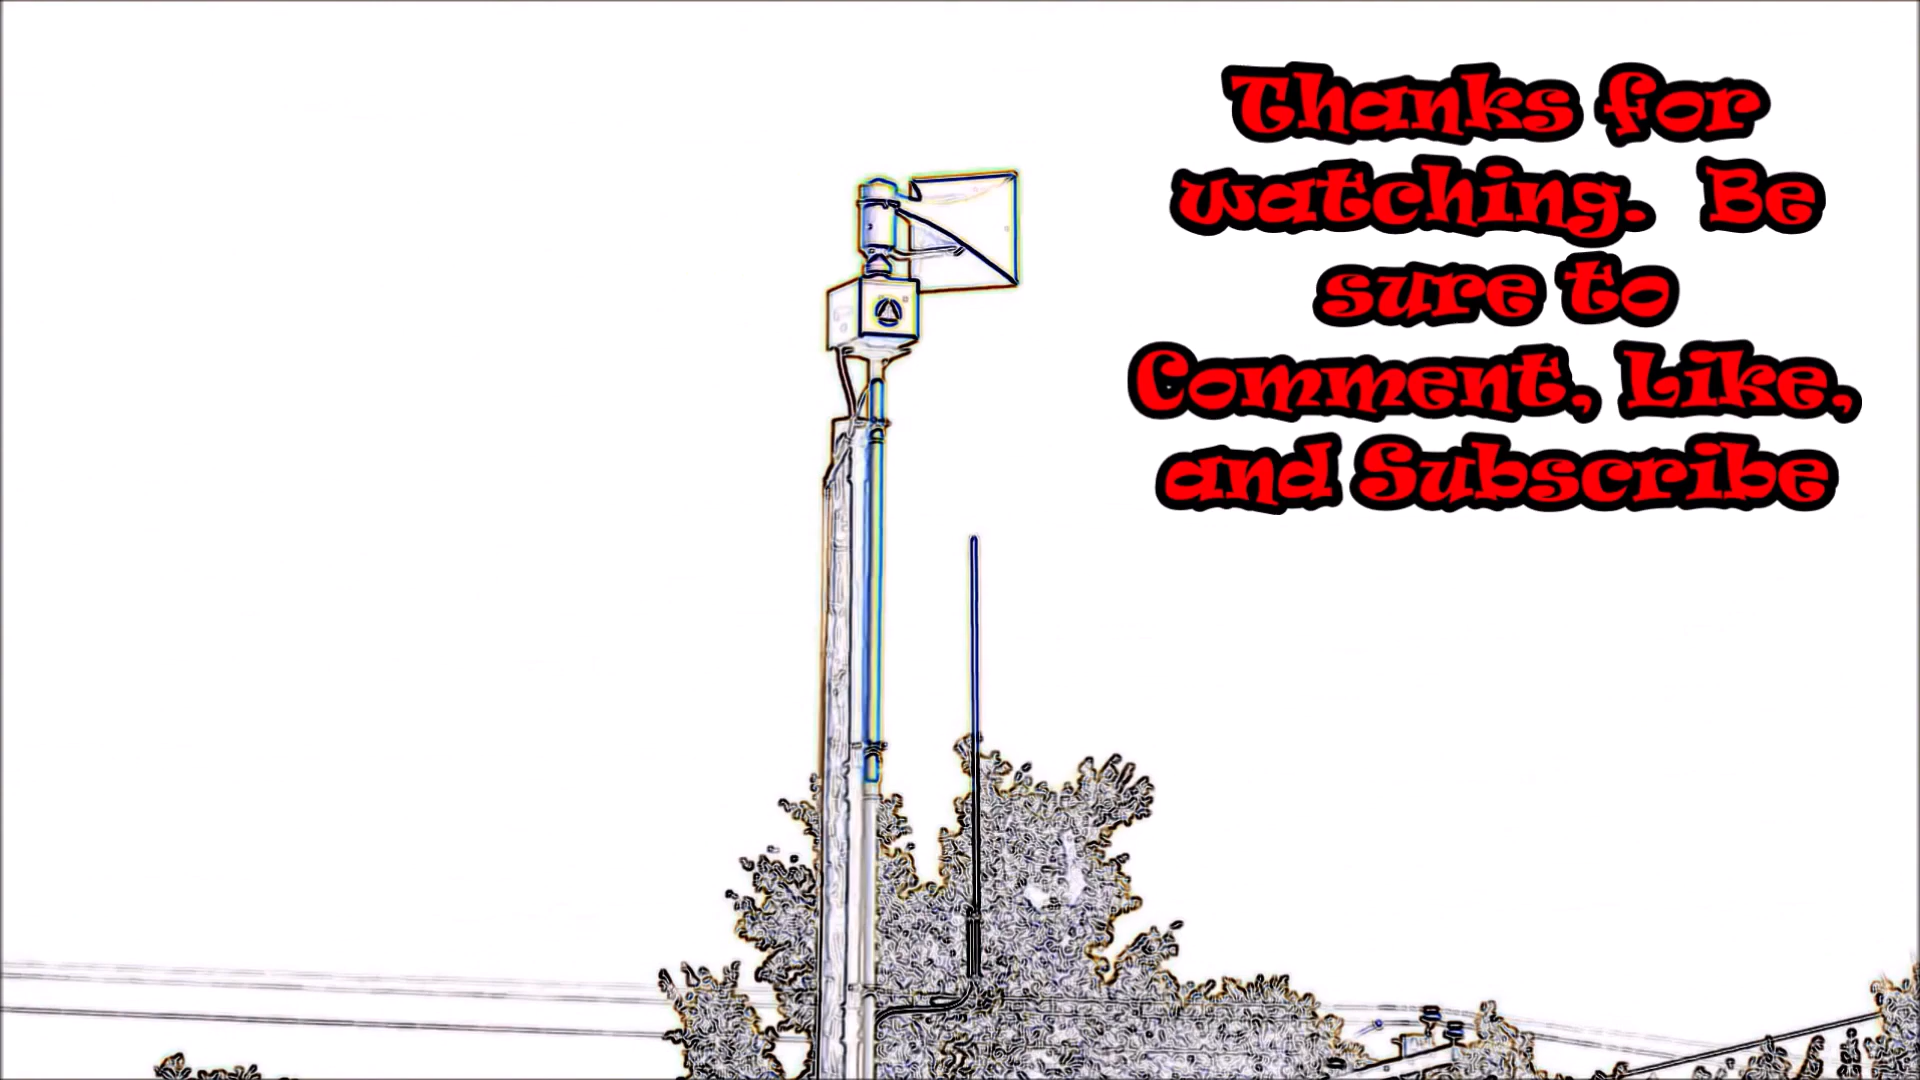 Thanks for
watching.  Be
sure to
Comment, Like,
and Subscribe